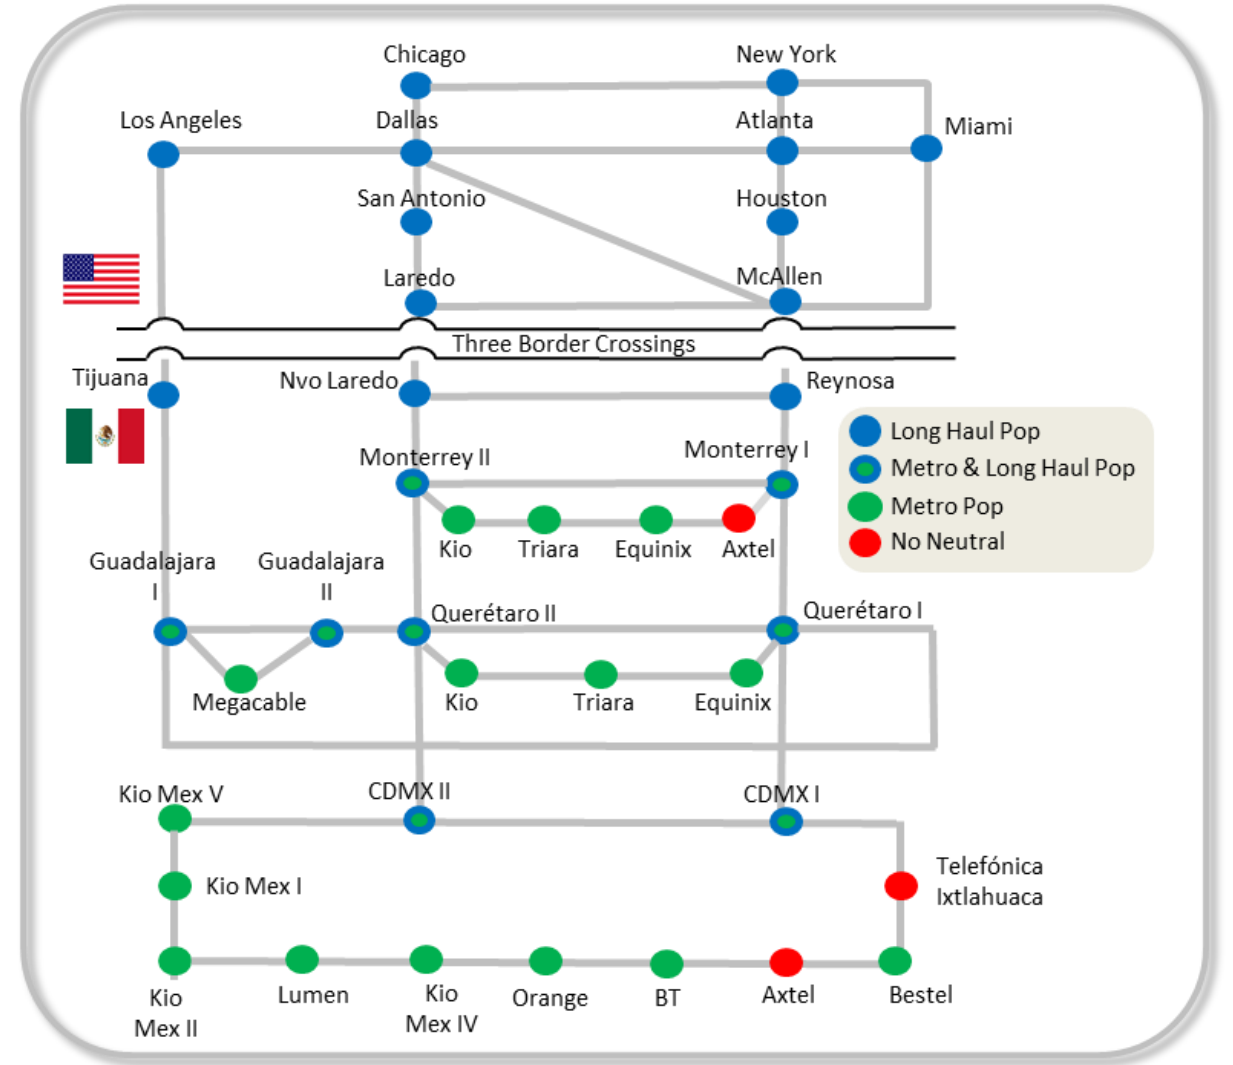 Chicago
New York
Los Angeles
Dallas
Atlanta
Miami
San Antonio
Houston
Laredo
McAllen
Three Border Crossings
Tijuana
Nvo Laredo
Reynosa
Long Haul Pop
Metro & Long Haul Pop
Metro Pop
No Neutral
Monterrey II
Monterrey I
Kio
Triara
Equinix
Axtel
Guadalajara
I
Guadalajara
II
Querétaro II
Querétaro I
Megacable
Kio
Triara
Equinix
Kio Mex V
CDMX II
CDMX I
Kio Mex I
Telefónica
Ixtlahuaca
Kio
Mex II
Lumen
Kio
Mex IV
Orange
BT
Axtel
Bestel